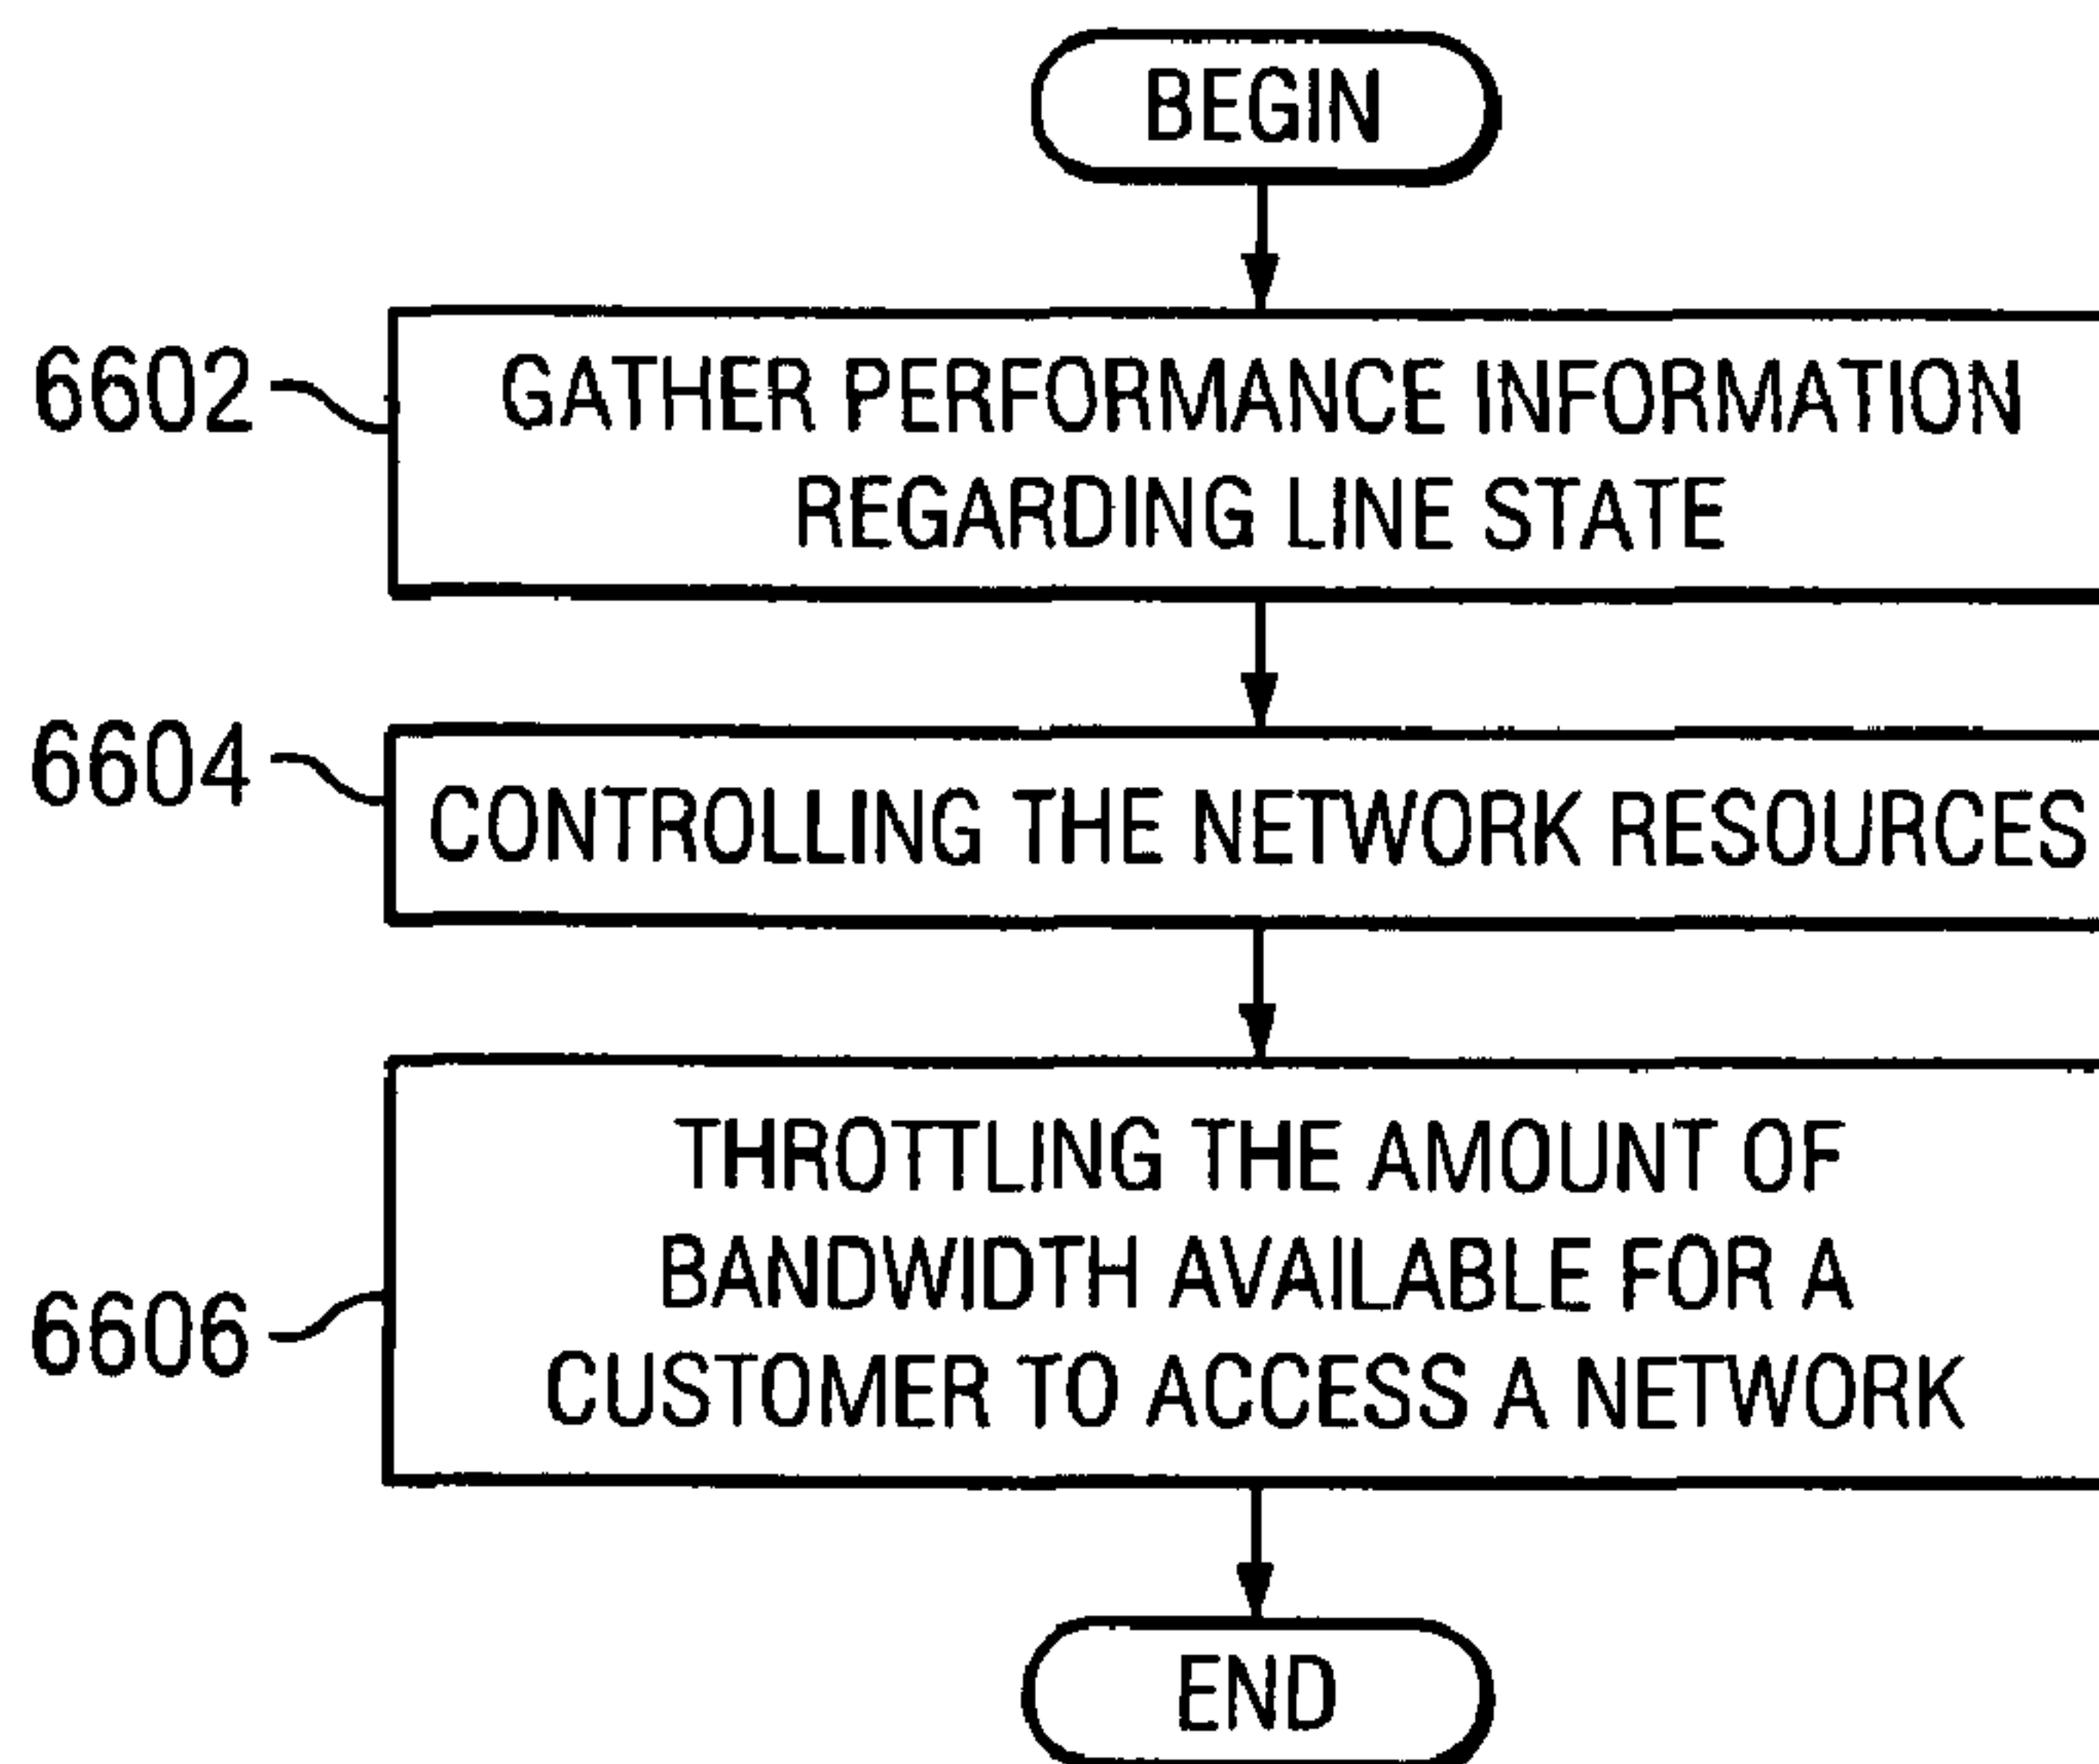 BEGIN
6602
GATHER PERFORMANCE INFORMATION
REGARDING LINE STATE
6604
CONTROLLING THE NETWORK RESOURCES
6606
THROTTLING THE AMOUNT OF
BANDWIDTH AVAILABLE FOR A
CUSTOMER TO ACCESS A NETWORK
END